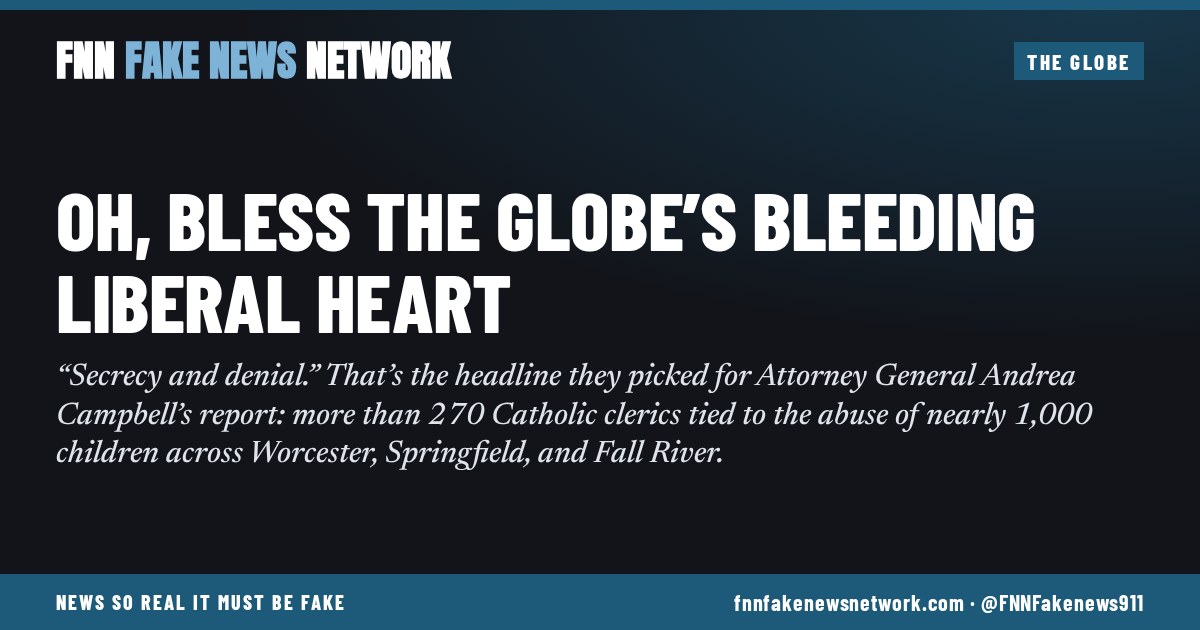 FNN FAKE NEWS NETWORK
THE GLOBE
OH, BLESS THE GLOBE’S BLEEDING
LIBERAL HEART
“Secrecy and denial.” That’s the headline they picked for Attorney General Andrea
Campbell’s report: more than 270 Catholic clerics tied to the abuse of nearly 1,000
children across Worcester, Springfield, and Fall River.
NEWS SO REAL IT MUST BE FAKE
fnnfakenewsnetwork.com · @FNNFakenews911